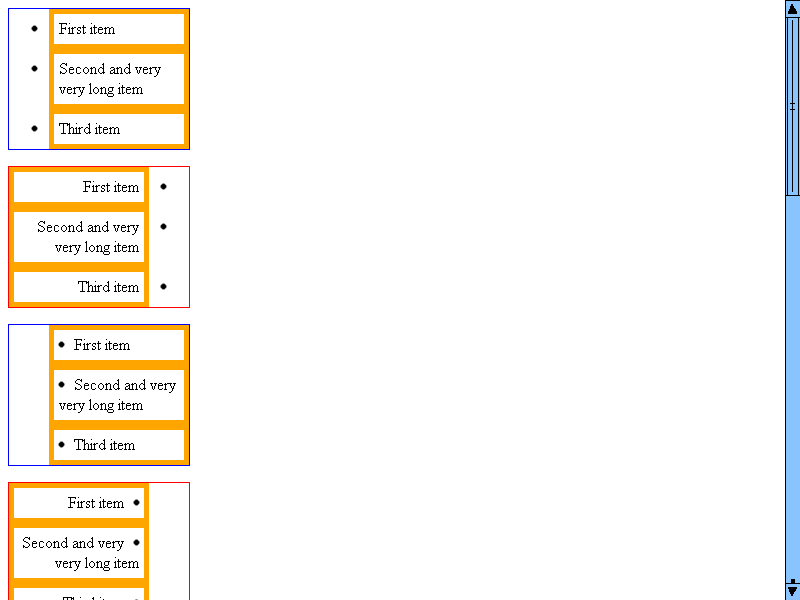 • First item
• Second and very
very long item
• Third item
First item •
Second and very •
very long item
Third item •
• First item
• Second and very
very long item
• Third item
First item •
Second and very •
very long item
Third item •